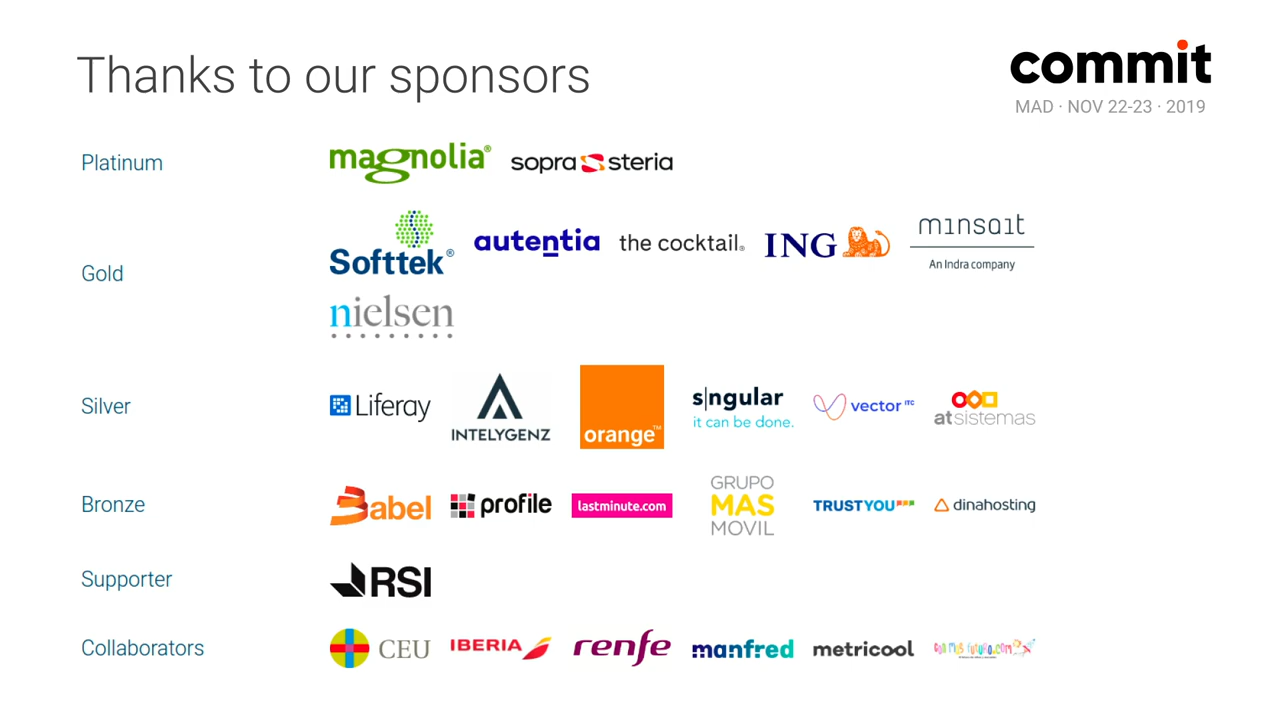 Thanks to our sponsors
commit
MAD · NOV 22-23 · 2019
Platinum
magnolia®
sopra steria
Gold
Softtek®
autentia
the cocktail®
ING
minsait
An Indra company
nielsen
Silver
Liferay
INTELYGENZ
orange™
s|ngular
it can be done.
vector ITC
atsistemas
Bronze
Babel
profile
lastminute.com
GRUPO
MAS
MOVIL
TRUSTYOU
dinahosting
Supporter
RSI
Collaborators
CEU
IBERIA
renfe
manfred
metricool